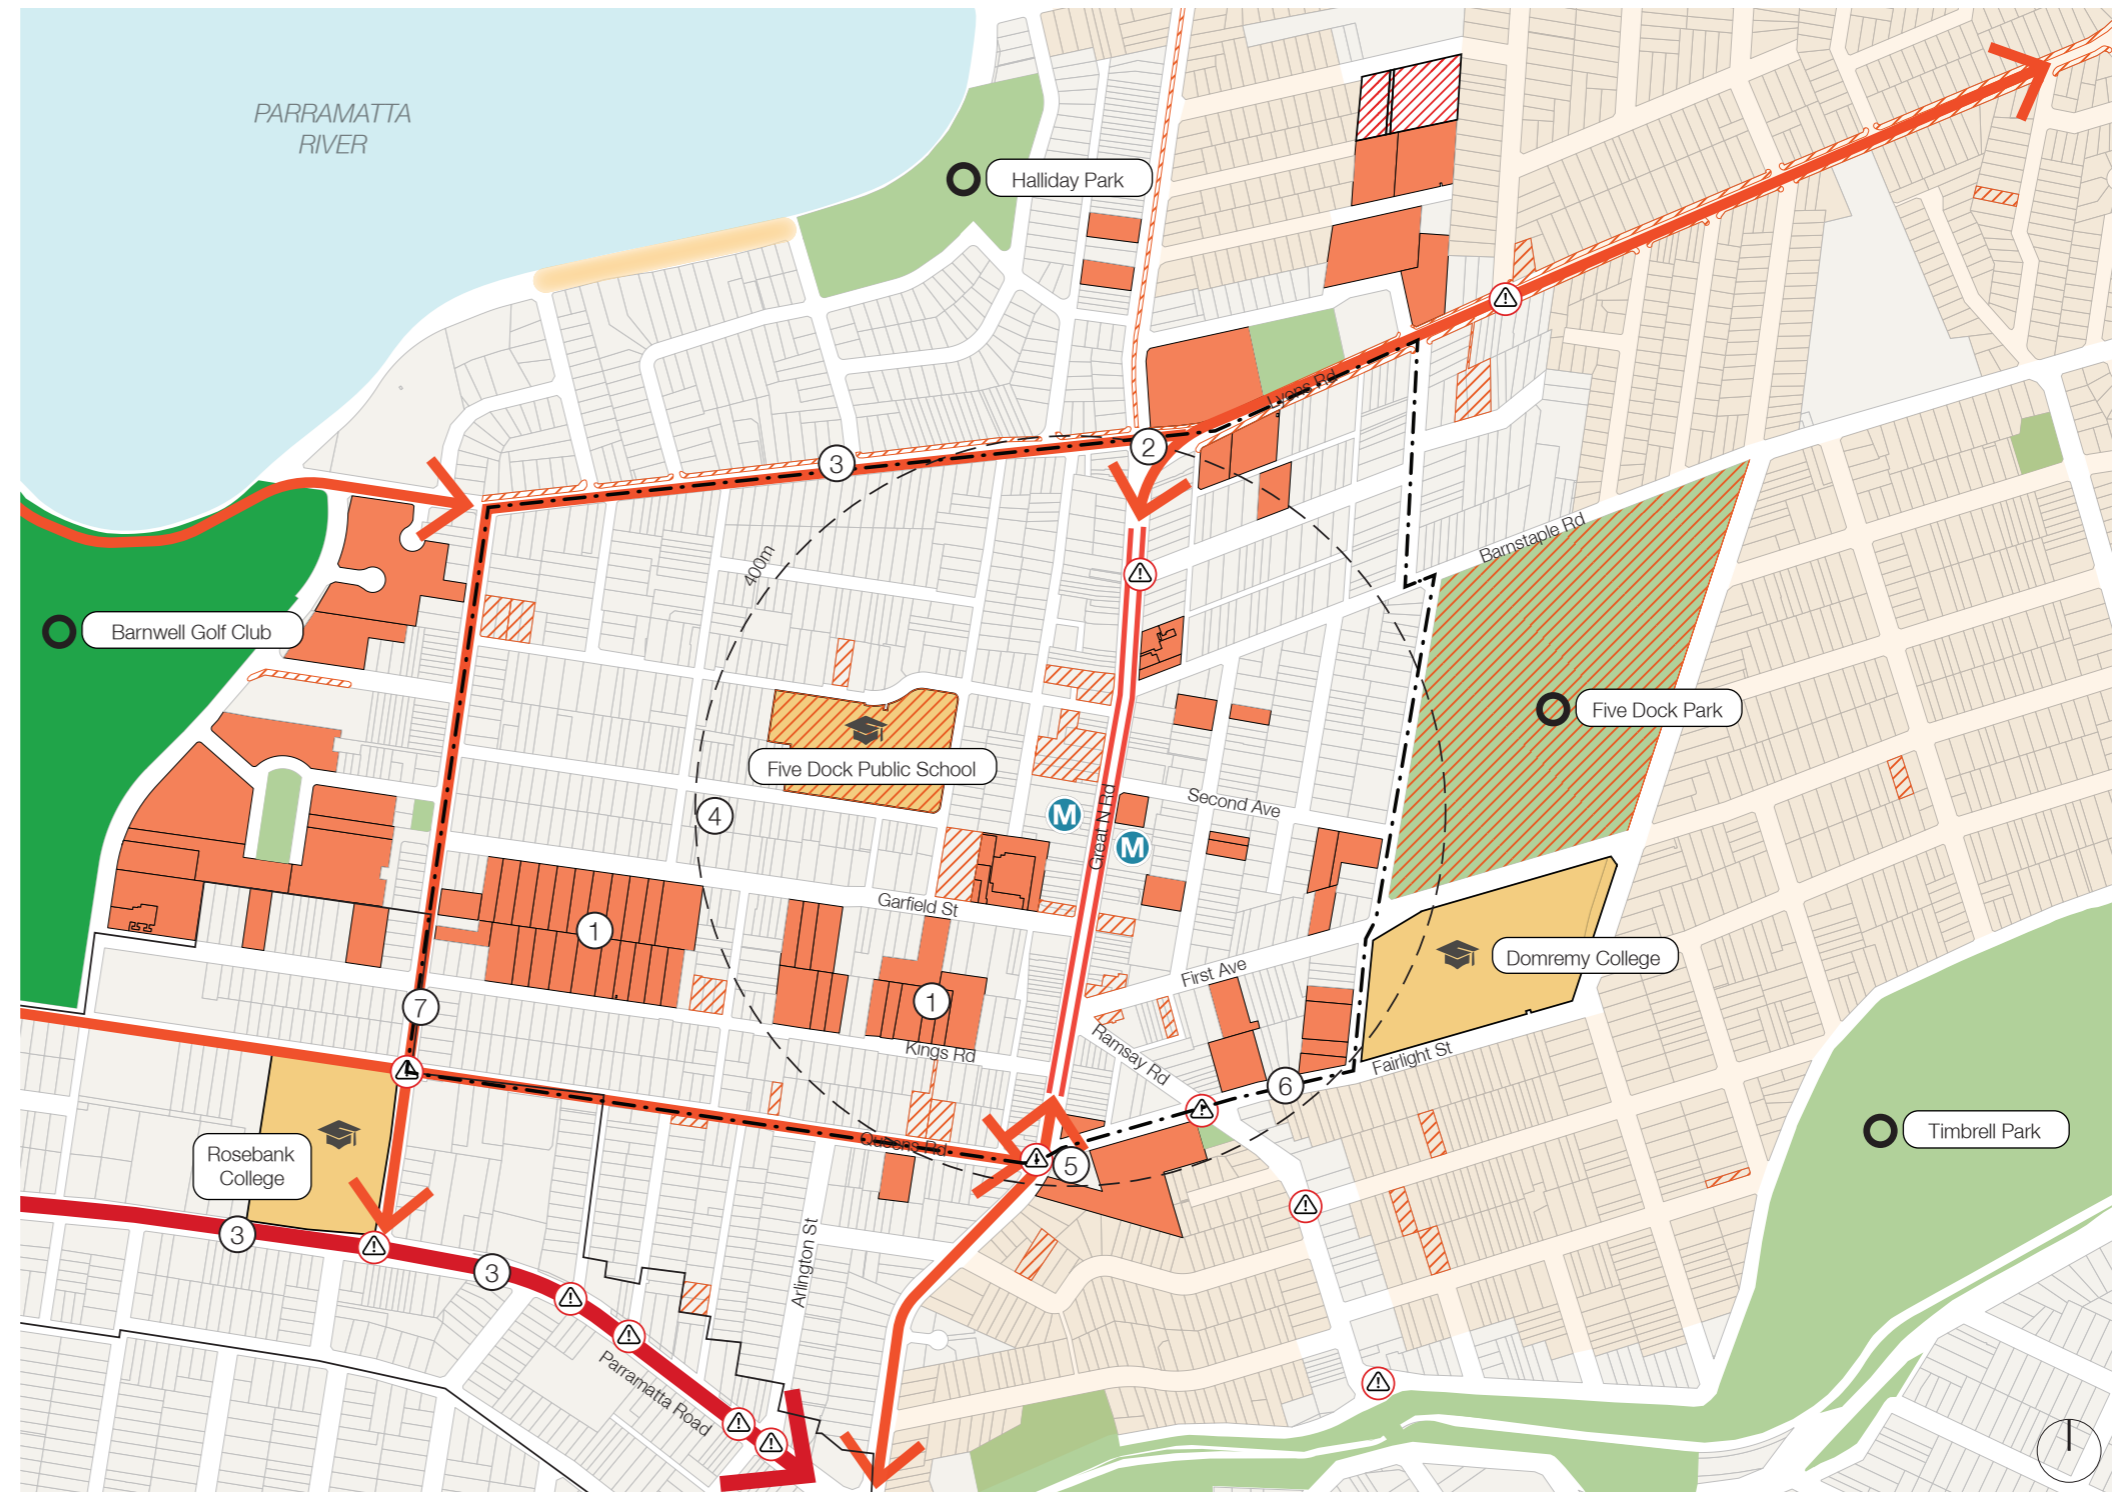 PARRAMATTA
RIVER
Halliday Park
Lyons Rd
2
3
400m
Barnstaple Rd
Barnwell Golf Club
Five Dock Park
Five Dock Public School
4
M
M
Great N Rd
Second Ave
Garfield St
1
1
First Ave
Domremy College
7
Kings Rd
Ramsay Rd
Fairlight St
6
Queens Rd
5
Timbrell Park
Rosebank
College
3
3
Arlington St
Parramatta Road